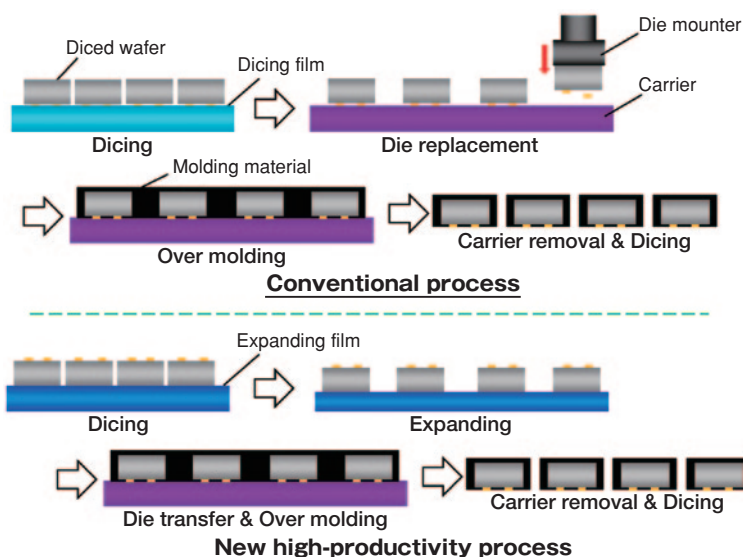 Diced wafer
Dicing film
Dicing
Die mounter
Carrier
Die replacement
Molding material
Over molding
Carrier removal & Dicing
Conventional process
Expanding film
Dicing
Expanding
Die transfer & Over molding
Carrier removal & Dicing
New high-productivity process